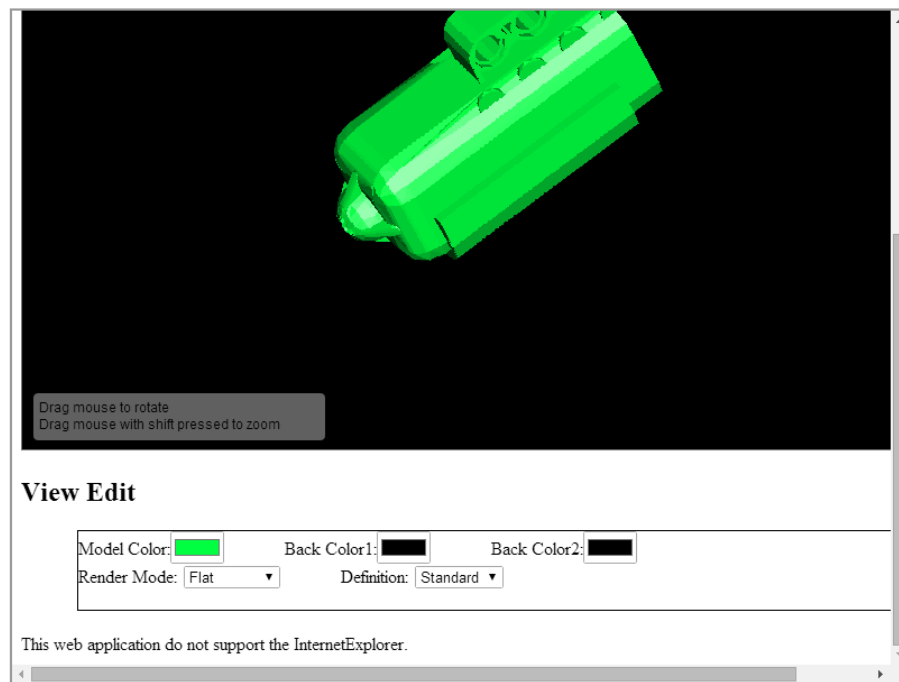 Drag mouse to rotate
Drag mouse with shift pressed to zoom
View Edit
Model Color: Back Color1: Back Color2:
Render Mode: Flat Definition: Standard
This web application do not support the InternetExplorer.